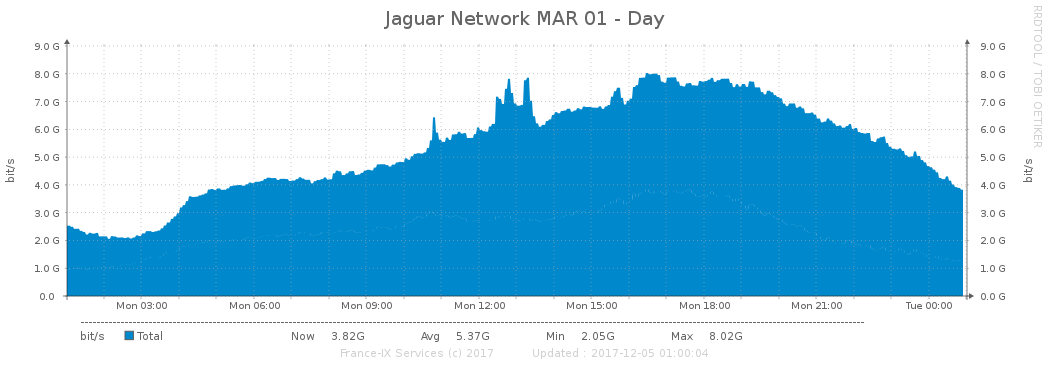 Jaguar Network MAR 01 - Day
RRDTOOL / TOBI OETIKER
bit/s
9.0 G 9.0 G
8.0 G 8.0 G
7.0 G 7.0 G
6.0 G 6.0 G
5.0 G 5.0 G
4.0 G 4.0 G
3.0 G 3.0 G
2.0 G 2.0 G
1.0 G 1.0 G
0.0 0.0 G
bit/s
Mon 03:00 Mon 06:00 Mon 09:00 Mon 12:00 Mon 15:00 Mon 18:00 Mon 21:00 Tue 00:00
bit/s Total Now 3.82G Avg 5.37G Min 2.05G Max 8.02G
France-IX Services (c) 2017 Updated : 2017-12-05 01:00:04